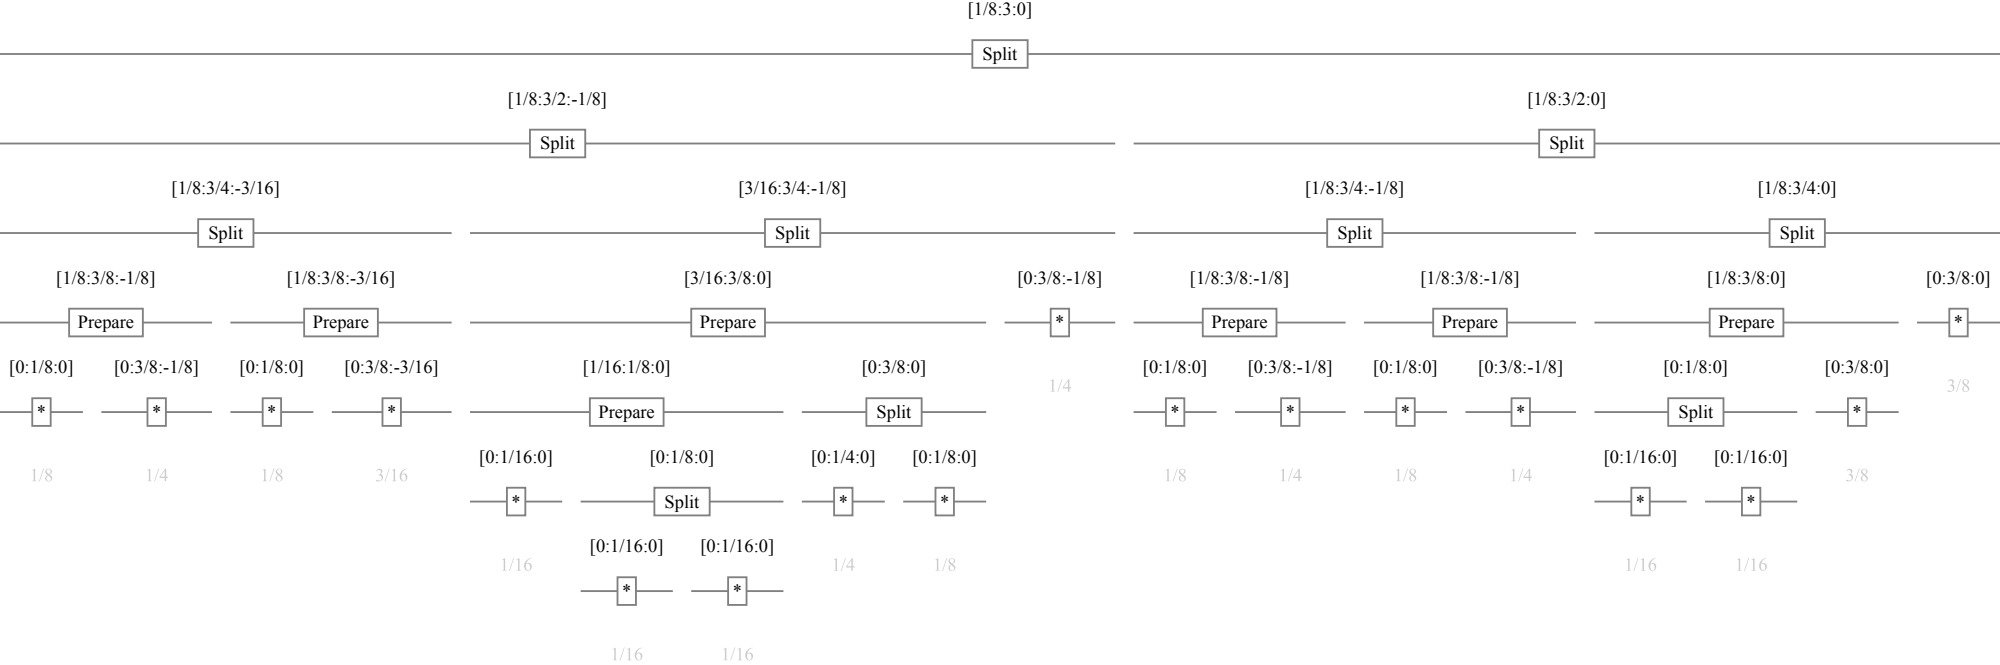 [1/8:3:0]
Split
[1/8:3/2:-1/8] [1/8:3/2:0]
Split Split
[1/8:3/4:-3/16] [3/16:3/4:-1/8] [1/8:3/4:-1/8] [1/8:3/4:0]
Split Split Split Split
[1/8:3/8:-1/8] [1/8:3/8:-3/16] [3/16:3/8:0] [0:3/8:-1/8] [1/8:3/8:-1/8] [1/8:3/8:-1/8] [1/8:3/8:0] [0:3/8:0]
Prepare Prepare Prepare * Prepare Prepare Prepare *
[0:1/8:0] [0:3/8:-1/8] [0:1/8:0] [0:3/8:-3/16] [1/16:1/8:0] [0:3/8:0] 1/4 [0:1/8:0] [0:3/8:-1/8] [0:1/8:0] [0:3/8:-1/8] [0:1/8:0] [0:3/8:0] 3/8
* * * * Prepare Split * * * * Split *
1/8 1/4 1/8 3/16 [0:1/16:0] [0:1/8:0] [0:1/4:0] [0:1/8:0] 1/8 1/4 1/8 1/4 [0:1/16:0] [0:1/16:0] 3/8
* Split * * * *
1/16 [0:1/16:0] [0:1/16:0] 1/4 1/8 1/16 1/16
* *
1/16 1/16